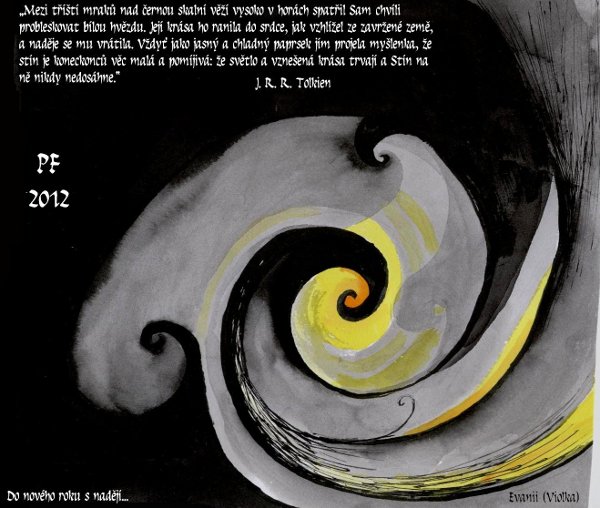 „Mezi tříští mraků nad černou skalní věží vysoko v horách spatřil Sam chvíli
probleskovat bílou hvězdu. Její krása ho ranila do srdce, jak vzhlížel ze zavržené země,
a naděje se mu vrátila. Vždyť jako jasný a chladný paprsek jím projela myšlenka, že
stín je koneckonců věc malá a pomíjivá: že světlo a vznešená krása trvají a Stín na
ně nikdy nedosáhne."
J. R. R. Tolkien
PF
2012
Do nového roku s nadějí...
Evanii (Violka)